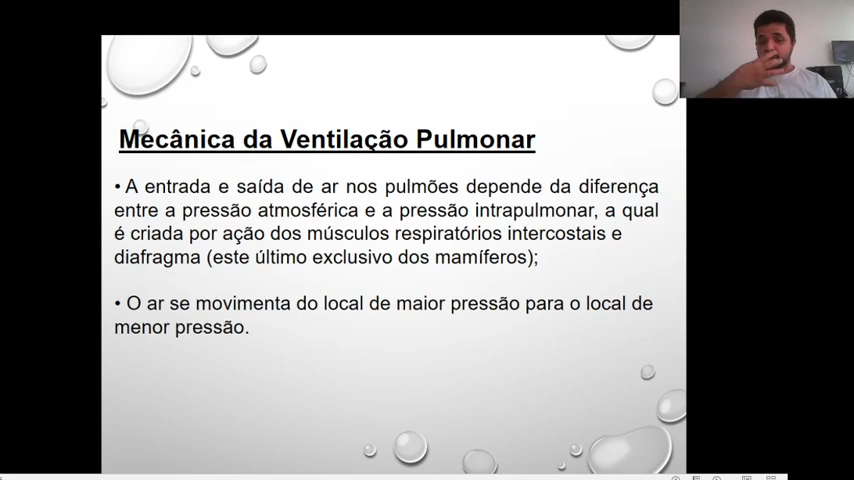 Mecânica da Ventilação Pulmonar
• A entrada e saída de ar nos pulmões depende da diferença
entre a pressão atmosférica e a pressão intrapulmonar, a qual
é criada por ação dos músculos respiratórios intercostais e
diafragma (este último exclusivo dos mamíferos);
• O ar se movimenta do local de maior pressão para o local de
menor pressão.